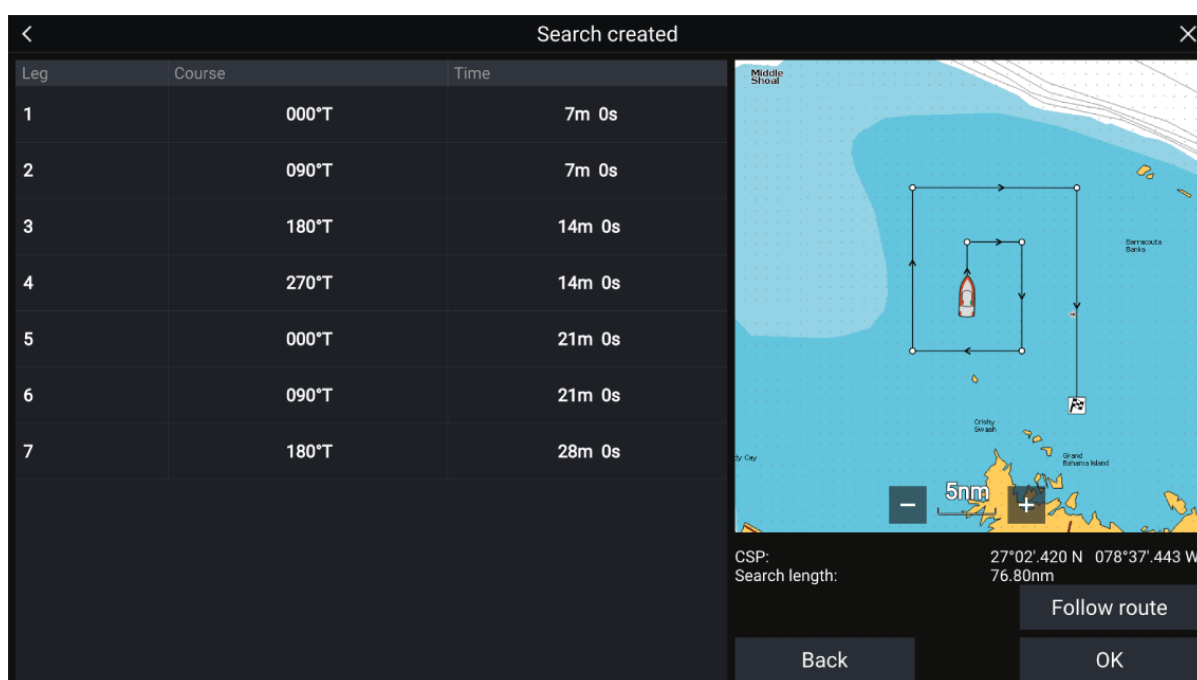 Search created
Leg Course Time
1 000°T 7m 0s
2 090°T 7m 0s
3 180°T 14m 0s
4 270°T 14m 0s
5 000°T 21m 0s
6 090°T 21m 0s
7 180°T 28m 0s
Middle
Shoal
Barracouta
Banks
Crishy
Swash
dy Cay
Grand
Bahama Island
5nm
CSP: 27°02'.420 N 078°37'.443 W
Search length: 76.80nm
Follow route
Back
OK